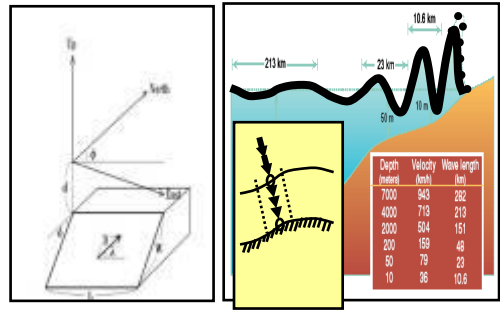 Up
North
ϕ
East
d
10.6 km
213 km
23 km
50 m
10 m
Depth Velocity Wave length
(meters) (km/h) (km)
7000 943 282
4000 713 213
2000 504 151
200 159 48
50 79 23
10 36 10.6